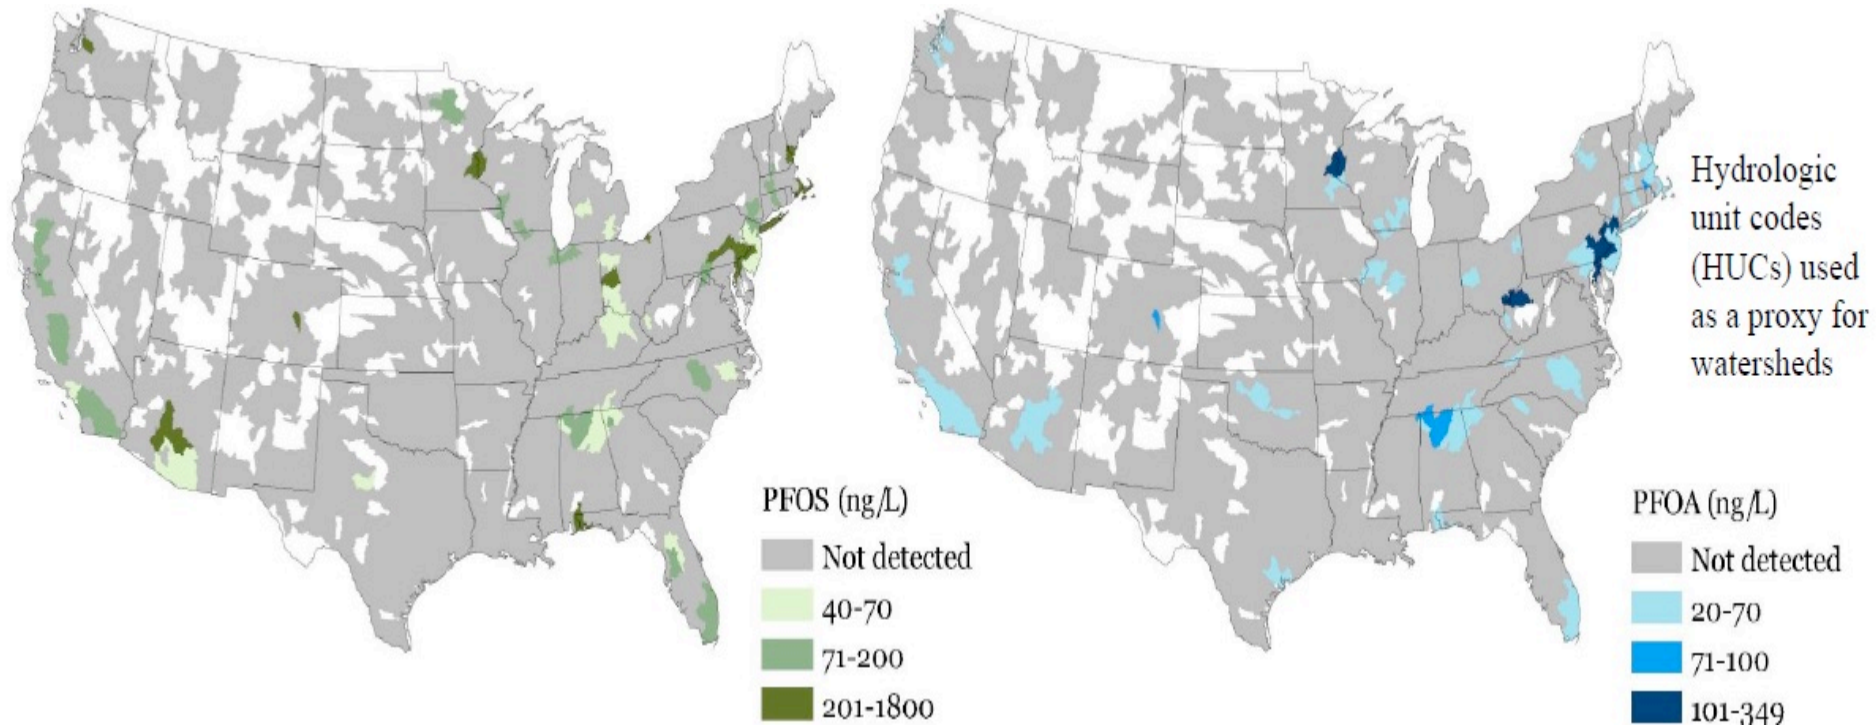 PFOS (ng/L)
Not detected
40-70
71-200
201-1800
PFOA (ng/L)
Not detected
20-70
71-100
101-349
Hydrologic
unit codes
(HUCs) used
as a proxy for
watersheds